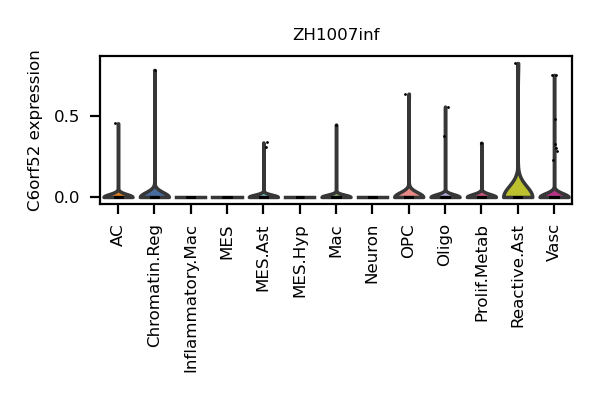 ZH1007inf
C6orf52 expression
0.5
0.0
AC
Chromatin.Reg
Inflammatory.Mac
MES
MES.Ast
MES.Hyp
Mac
Neuron
OPC
Oligo
Prolif.Metab
Reactive.Ast
Vasc